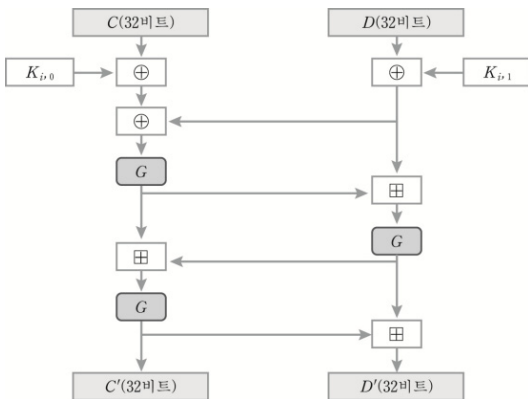 C(32비트) D(32비트)
K_{i,0} ⊕ ⊕ K_{i,1}
⊕
G
⊞
G
⊞
G
⊞
C′(32비트) D′(32비트)